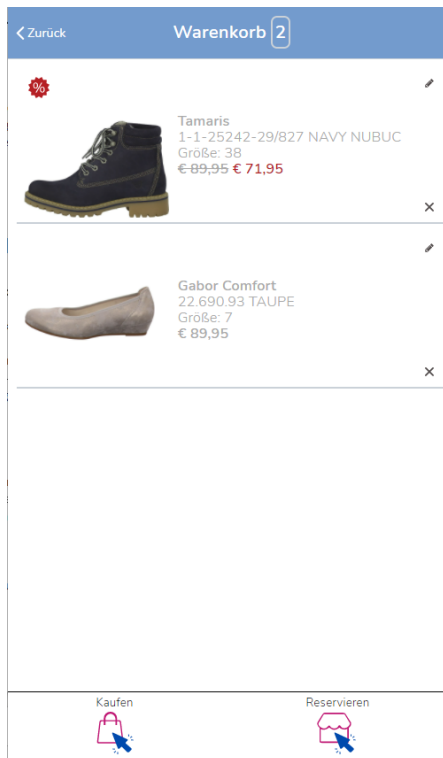 Zurück
Warenkorb 2
%
Tamaris
1-1-25242-29/827 NAVY NUBUC
Größe: 38
€ 89,95 € 71,95
Gabor Comfort
22.690.93 TAUPE
Größe: 7
€ 89,95
Kaufen
Reservieren